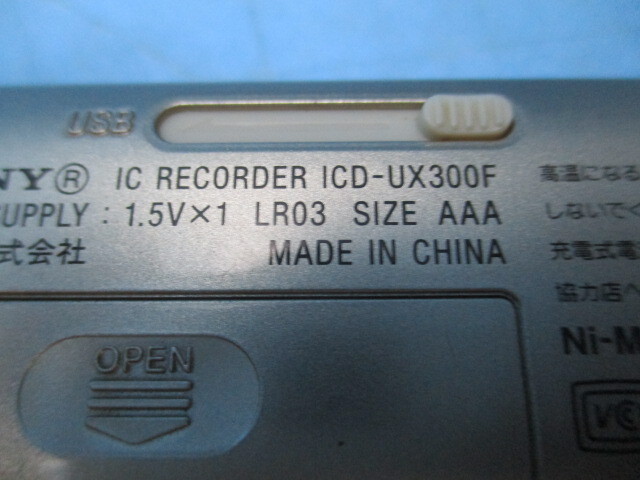 USB
NY® IC RECORDER ICD-UX300F
SUPPLY : 1.5V×1 LR03 SIZE AAA
式会社 MADE IN CHINA
高温になる
しないでく
充電式電
協力店へ
Ni-M
OPEN